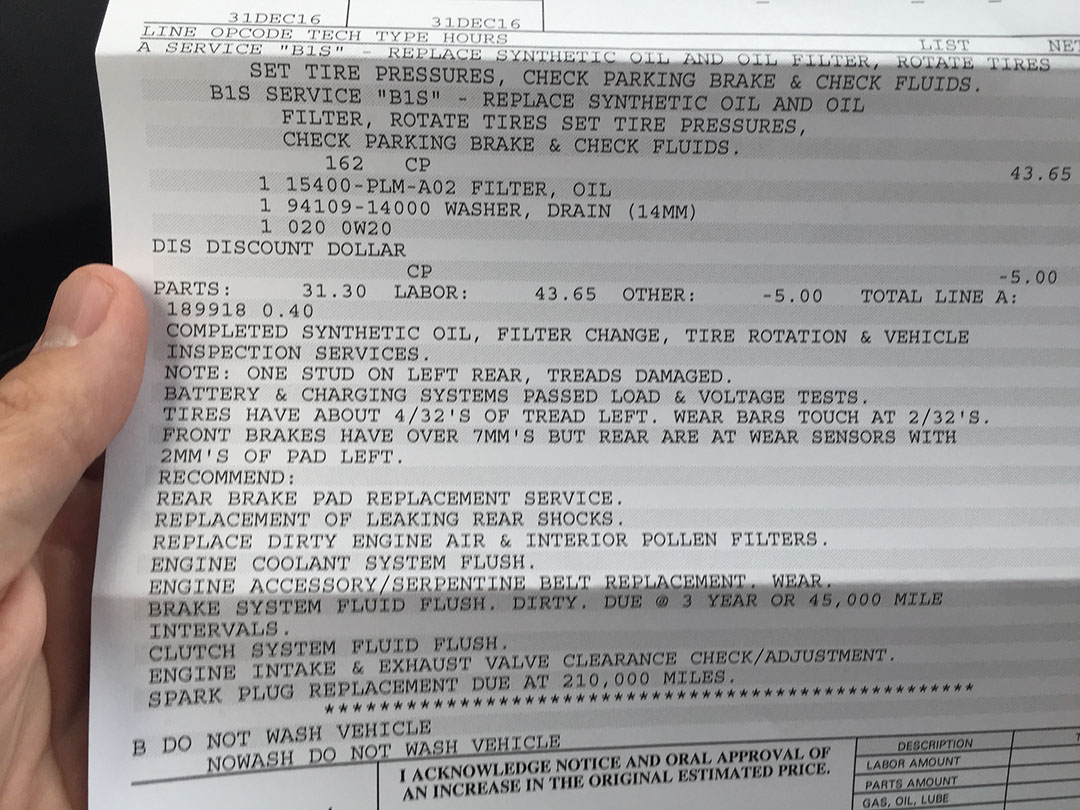 31DEC16 31DEC16
LINE OPCODE TECH TYPE HOURS LIST NET
A SERVICE "B1S" - REPLACE SYNTHETIC OIL AND OIL FILTER, ROTATE TIRES
SET TIRE PRESSURES, CHECK PARKING BRAKE & CHECK FLUIDS.
B1S SERVICE "B1S" - REPLACE SYNTHETIC OIL AND OIL
FILTER, ROTATE TIRES SET TIRE PRESSURES,
CHECK PARKING BRAKE & CHECK FLUIDS.
162 CP 43.65
1 15400-PLM-A02 FILTER, OIL
1 94109-14000 WASHER, DRAIN (14MM)
1 020 0W20
DIS DISCOUNT DOLLAR
CP -5.00
PARTS: 31.30 LABOR: 43.65 OTHER: -5.00 TOTAL LINE A:
189918 0.40
COMPLETED SYNTHETIC OIL, FILTER CHANGE, TIRE ROTATION & VEHICLE
INSPECTION SERVICES.
NOTE: ONE STUD ON LEFT REAR, TREADS DAMAGED.
BATTERY & CHARGING SYSTEMS PASSED LOAD & VOLTAGE TESTS.
TIRES HAVE ABOUT 4/32'S OF TREAD LEFT. WEAR BARS TOUCH AT 2/32'S.
FRONT BRAKES HAVE OVER 7MM'S BUT REAR ARE AT WEAR SENSORS WITH
2MM'S OF PAD LEFT.
RECOMMEND:
REAR BRAKE PAD REPLACEMENT SERVICE.
REPLACEMENT OF LEAKING REAR SHOCKS.
REPLACE DIRTY ENGINE AIR & INTERIOR POLLEN FILTERS.
ENGINE COOLANT SYSTEM FLUSH.
ENGINE ACCESSORY/SERPENTINE BELT REPLACEMENT. WEAR.
BRAKE SYSTEM FLUID FLUSH. DIRTY. DUE @ 3 YEAR OR 45,000 MILE
INTERVALS.
CLUTCH SYSTEM FLUID FLUSH.
ENGINE INTAKE & EXHAUST VALVE CLEARANCE CHECK/ADJUSTMENT.
SPARK PLUG REPLACEMENT DUE AT 210,000 MILES.
****************************************************
B DO NOT WASH VEHICLE
NOWASH DO NOT WASH VEHICLE
I ACKNOWLEDGE NOTICE AND ORAL APPROVAL OF
AN INCREASE IN THE ORIGINAL ESTIMATED PRICE.
DESCRIPTION
LABOR AMOUNT
PARTS AMOUNT
GAS, OIL, LUBE